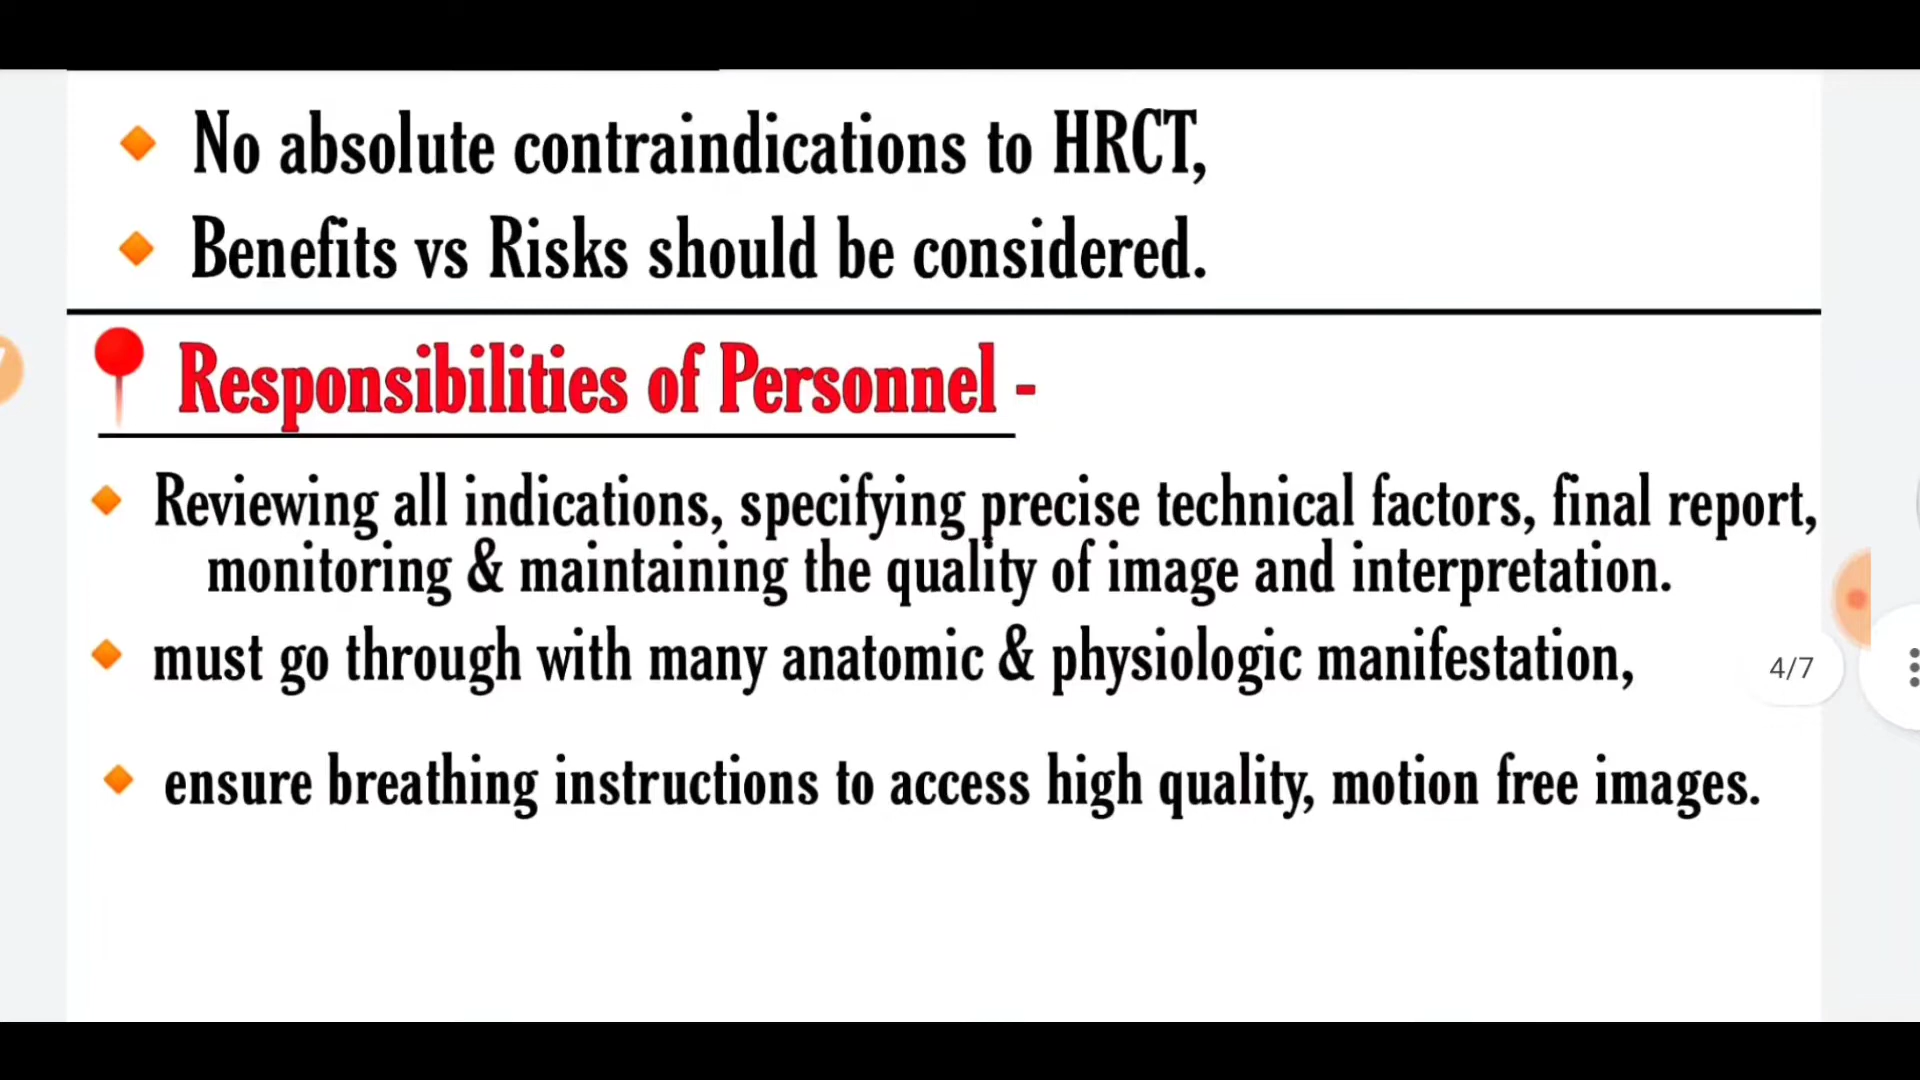 No absolute contraindications to HRCT,
Benefits vs Risks should be considered.
Responsibilities of Personnel -
Reviewing all indications, specifying precise technical factors, final report,
monitoring & maintaining the quality of image and interpretation.
must go through with many anatomic & physiologic manifestation,
4/7
ensure breathing instructions to access high quality, motion free images.